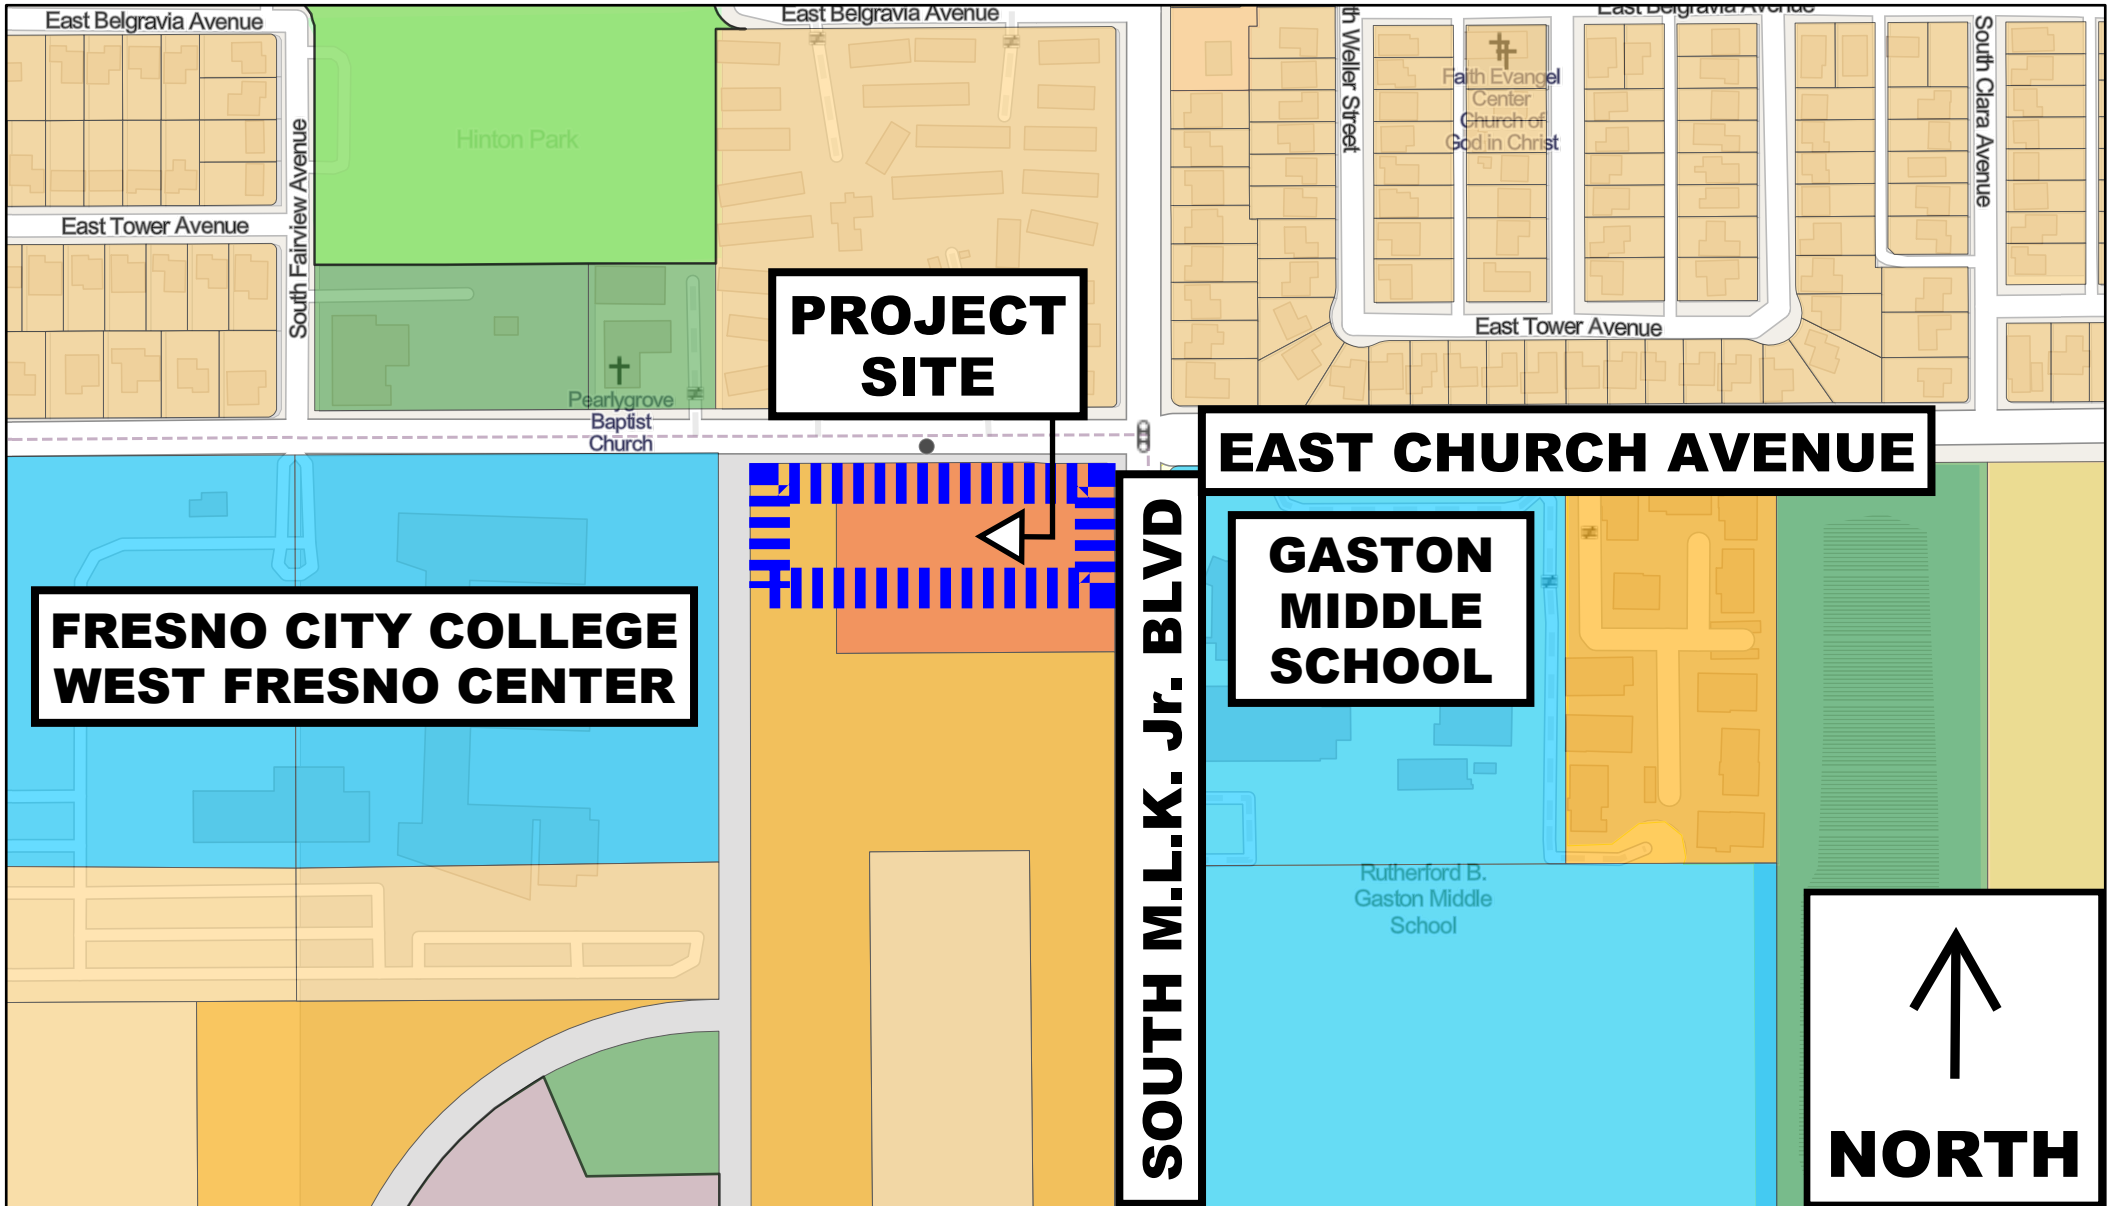 East Belgravia Avenue
East Belgravia Avenue
East Belgravia Avenue
South Fairview Avenue
Hinton Park
th Weller Street
Faith Evangel
Center
Church of
God in Christ
South Clara Avenue
East Tower Avenue
East Tower Avenue
PROJECT
SITE
Pearlygrove
Baptist
Church
EAST CHURCH AVENUE
FRESNO CITY COLLEGE
WEST FRESNO CENTER
SOUTH M.L.K. Jr. BLVD
GASTON
MIDDLE
SCHOOL
Rutherford B.
Gaston Middle
School
NORTH